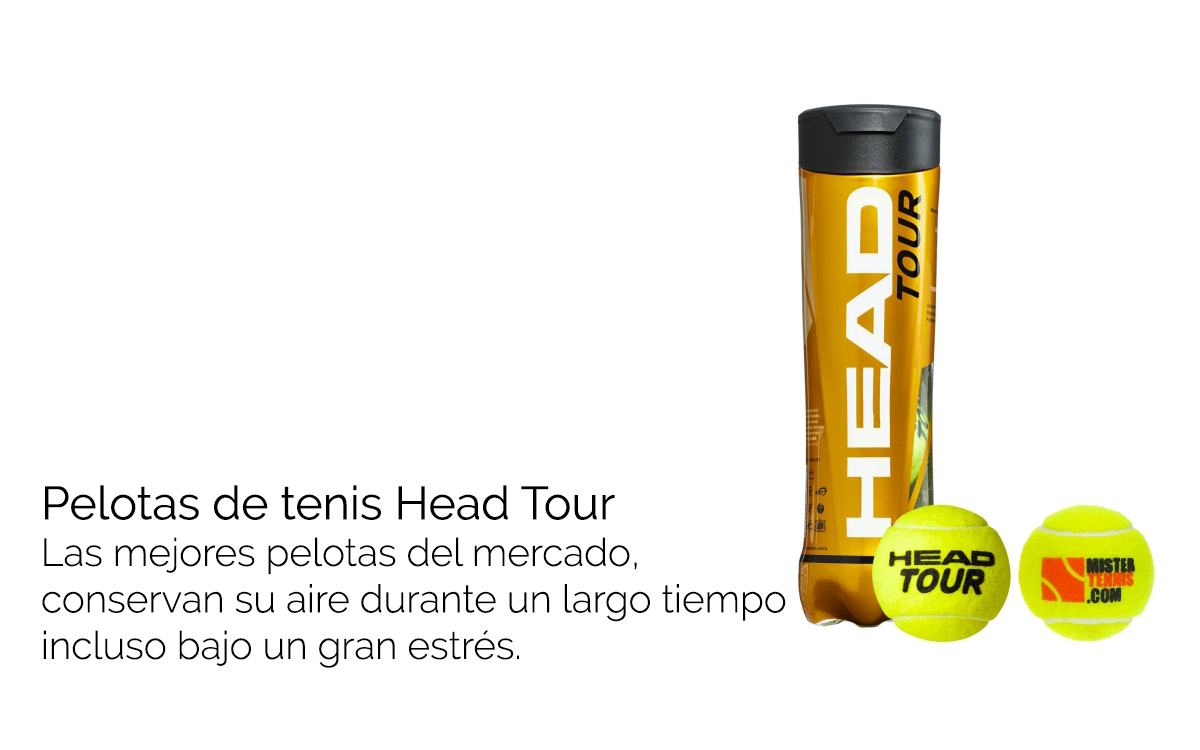 HEAD
TOUR
Pelotas de tenis Head Tour
Las mejores pelotas del mercado,
conservan su aire durante un largo tiempo
incluso bajo un gran estrés.
HEAD
TOUR
MISTER
TENNIS
.COM